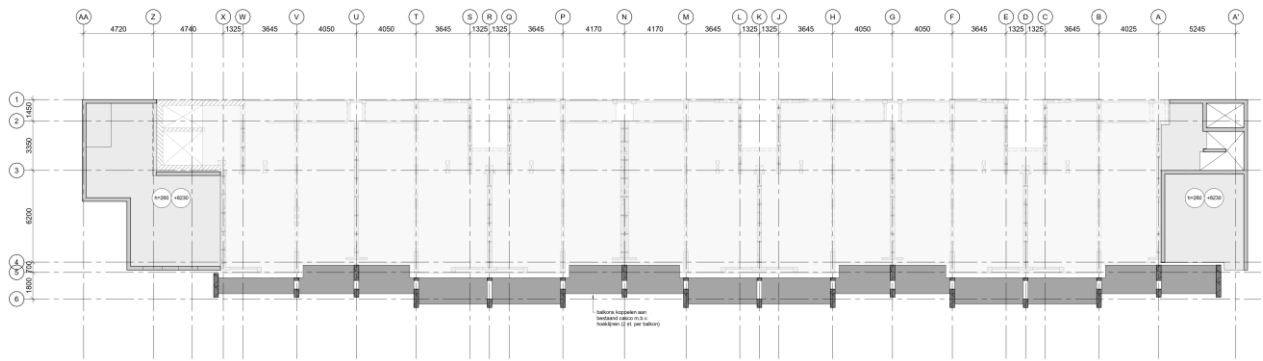 AA Z X W V U T S R Q P N M L K J H G F E D C B A A'
4720 4740 1325 3645 4050 4050 3645 1325 1325 3645 4170 4170 3645 1325 1325 3645 4050 4050 3645 1325 1325 3645 4025 5245
1
1450
2
3350
3
h=280 +6230
h=280 +6230
6200
4
700
5
1800
6
balkons koppelen aan
bestaand casco m.b.v.
hoeklijnen (2 st. per balkon)